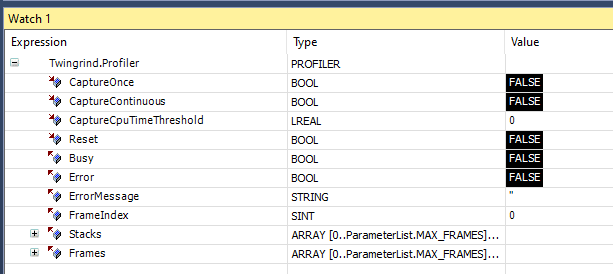 Watch 1
Expression Type Value
Twingrind.Profiler PROFILER
CaptureOnce BOOL FALSE
CaptureContinuous BOOL FALSE
CaptureCpuTimeThreshold LREAL 0
Reset BOOL FALSE
Busy BOOL FALSE
Error BOOL FALSE
ErrorMessage STRING ''
FrameIndex SINT 0
Stacks ARRAY [0..ParameterList.MAX_FRAMES]...
Frames ARRAY [0..ParameterList.MAX_FRAMES]...